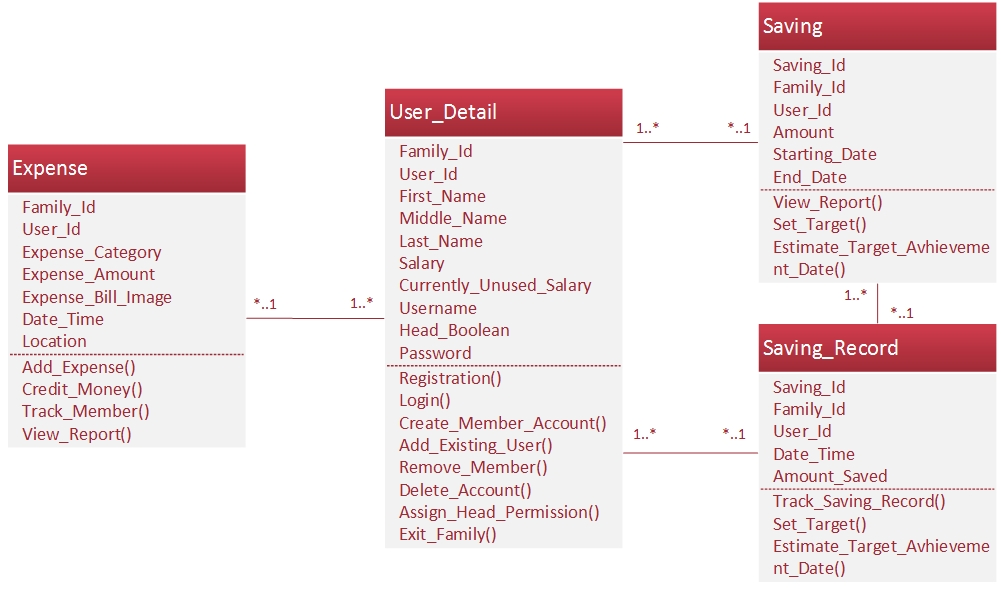 Expense
Family_Id
User_Id
Expense_Category
Expense_Amount
Expense_Bill_Image
Date_Time
Location
Add_Expense()
Credit_Money()
Track_Member()
View_Report()
*..1
1..*
User_Detail
Family_Id
User_Id
First_Name
Middle_Name
Last_Name
Salary
Currently_Unused_Salary
Username
Head_Boolean
Password
Registration()
Login()
Create_Member_Account()
Add_Existing_User()
Remove_Member()
Delete_Account()
Assign_Head_Permission()
Exit_Family()
1..*
*..1
Saving
Saving_Id
Family_Id
User_Id
Amount
Starting_Date
End_Date
View_Report()
Set_Target()
Estimate_Target_Avhieveme
nt_Date()
1..*
*..1
1..*
*..1
Saving_Record
Saving_Id
Family_Id
User_Id
Date_Time
Amount_Saved
Track_Saving_Record()
Set_Target()
Estimate_Target_Avhieveme
nt_Date()